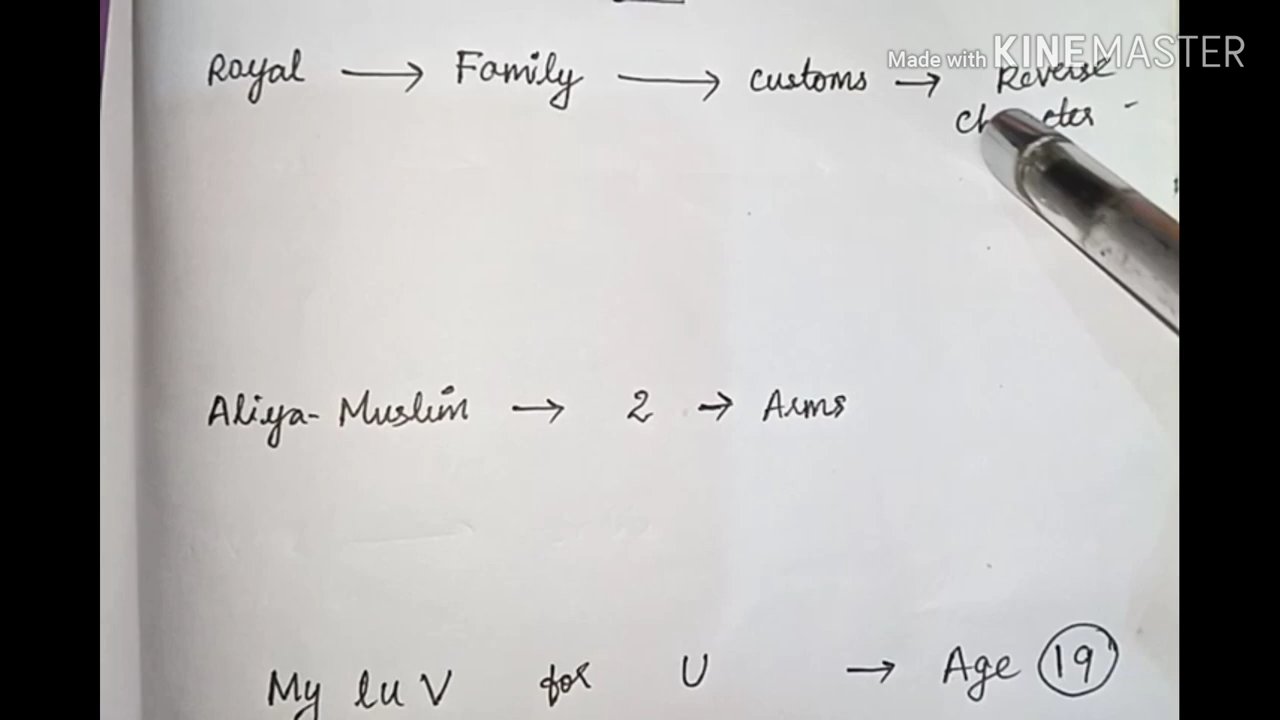 Made with KINEMASTER
Royal → Family → customs → Reverse
Aliya- Muslim → 2 → Arms
My luV for U → Age 19